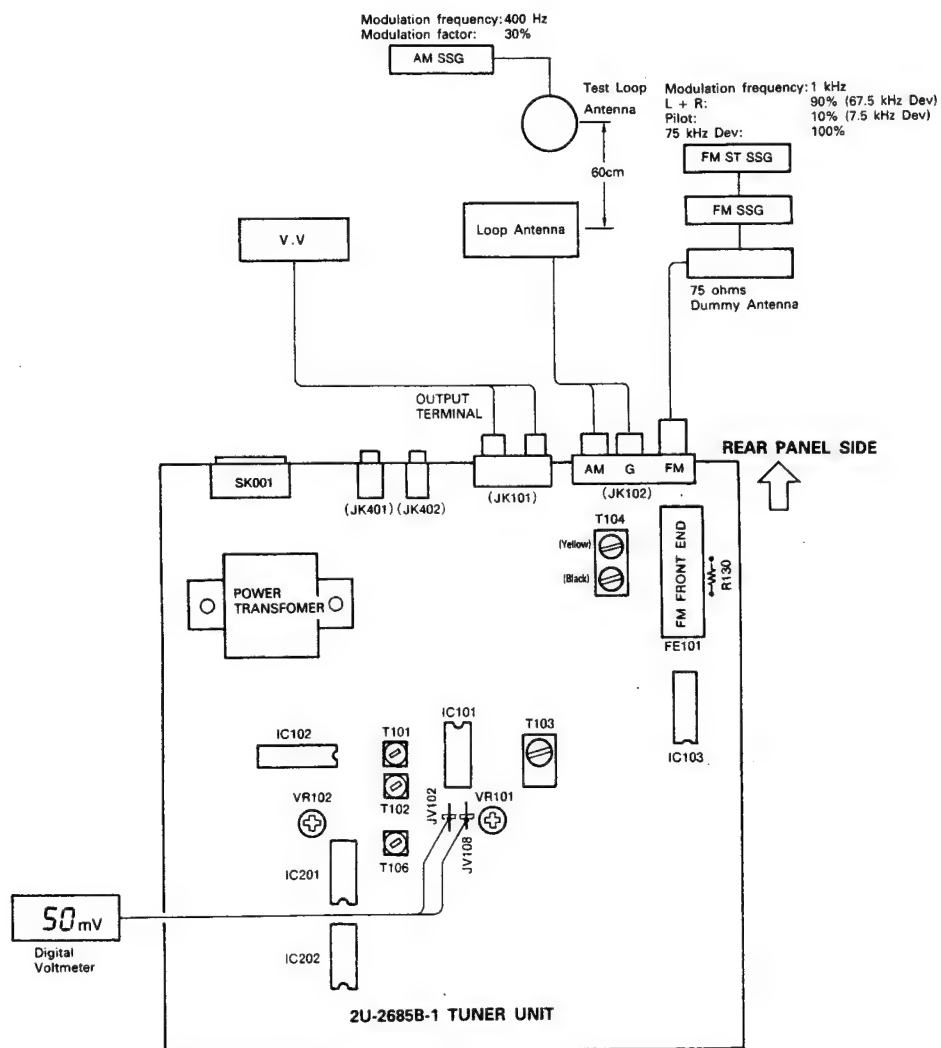 Modulation frequency: 400 Hz
Modulation factor: 30%
AM SSG
Test Loop
Antenna
Modulation frequency: 1 kHz
L + R: 90% (67.5 kHz Dev)
Pilot: 10% (7.5 kHz Dev)
75 kHz Dev: 100%
FM ST SSG
60cm
FM SSG
V.V
Loop Antenna
75 ohms
Dummy Antenna
OUTPUT
TERMINAL
REAR PANEL SIDE
SK001
(JK401)
(JK402)
(JK101)
AM G FM
(JK102)
T104
(Yellow)
(Black)
FM FRONT END
R130
FE101
POWER
TRANSFOMER
IC101
T103
IC103
IC102
T101
T102
VR102
JV102
VR101
JV108
T106
IC201
50 mV
Digital
Voltmeter
IC202
2U-2685B-1 TUNER UNIT